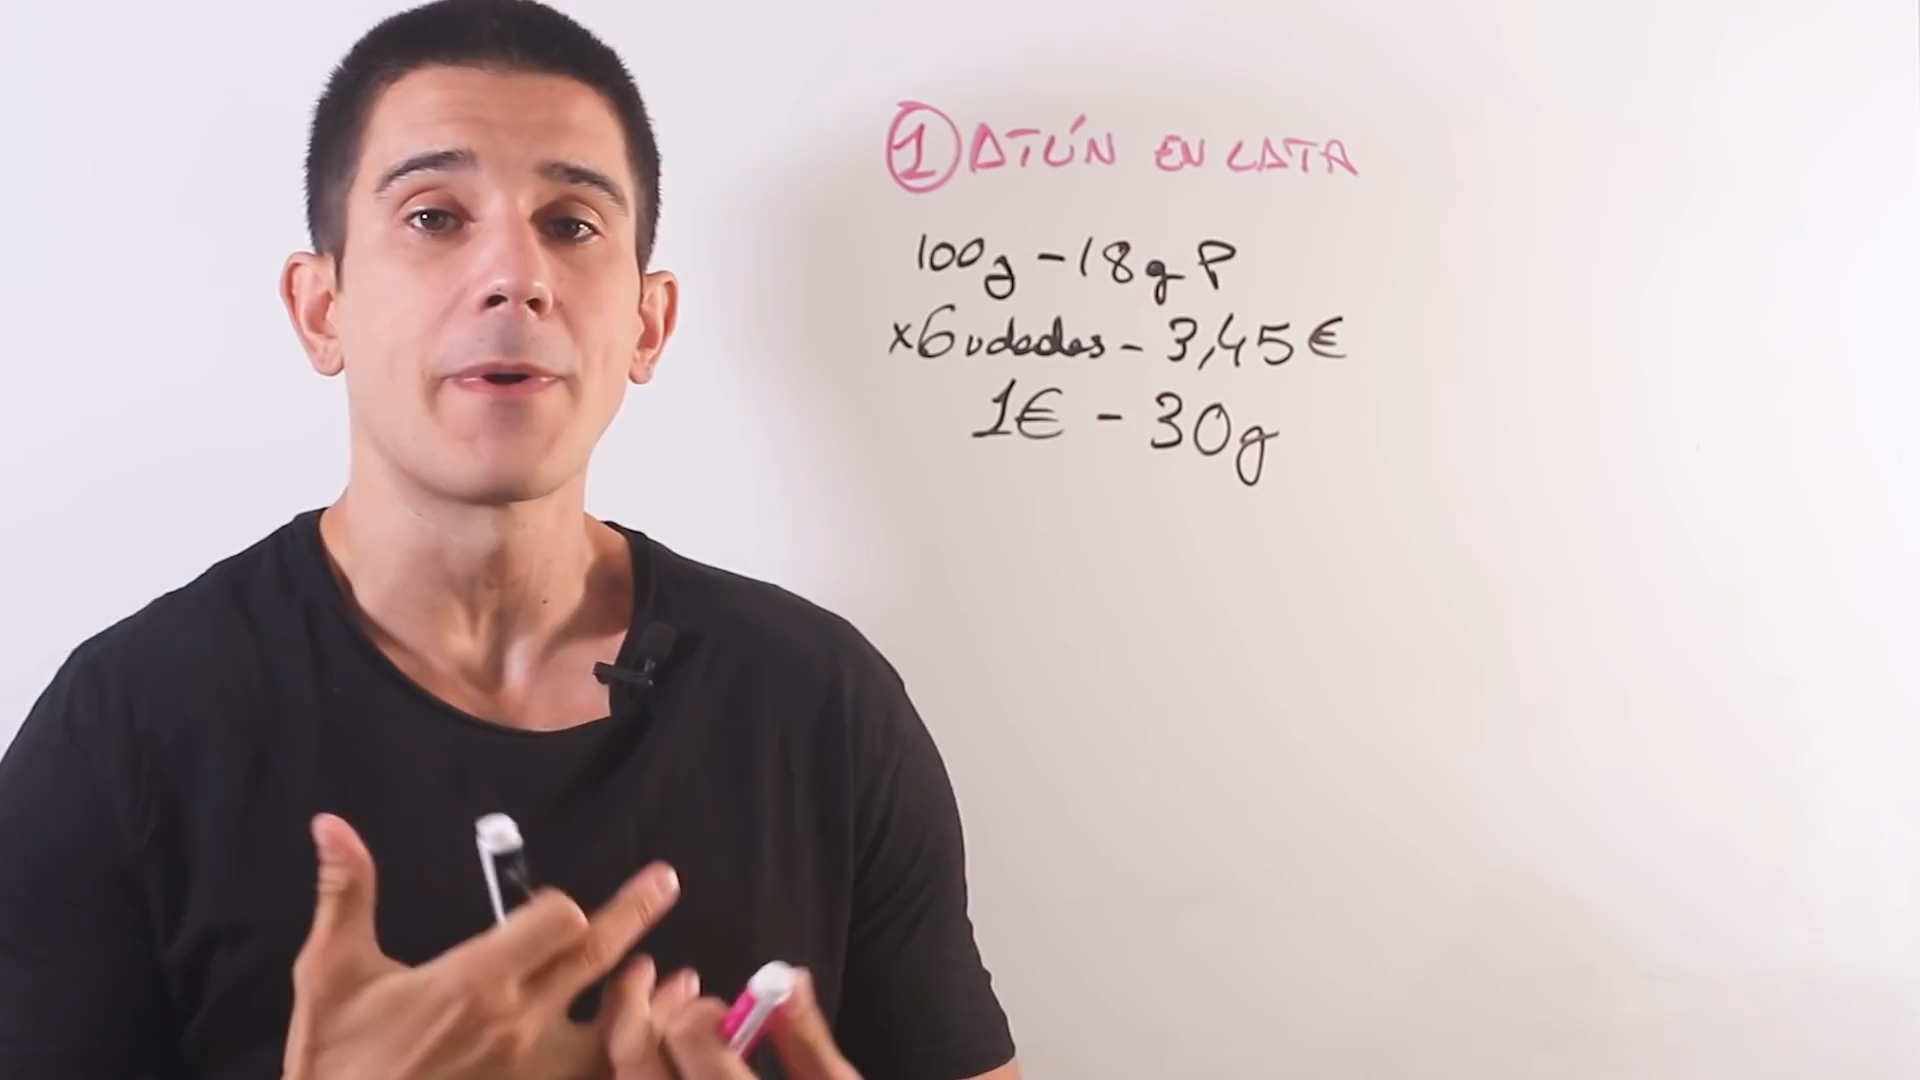 1 ATÚN EN LATA
100g - 18g P
x6 udades - 3,45€
1€ - 30g